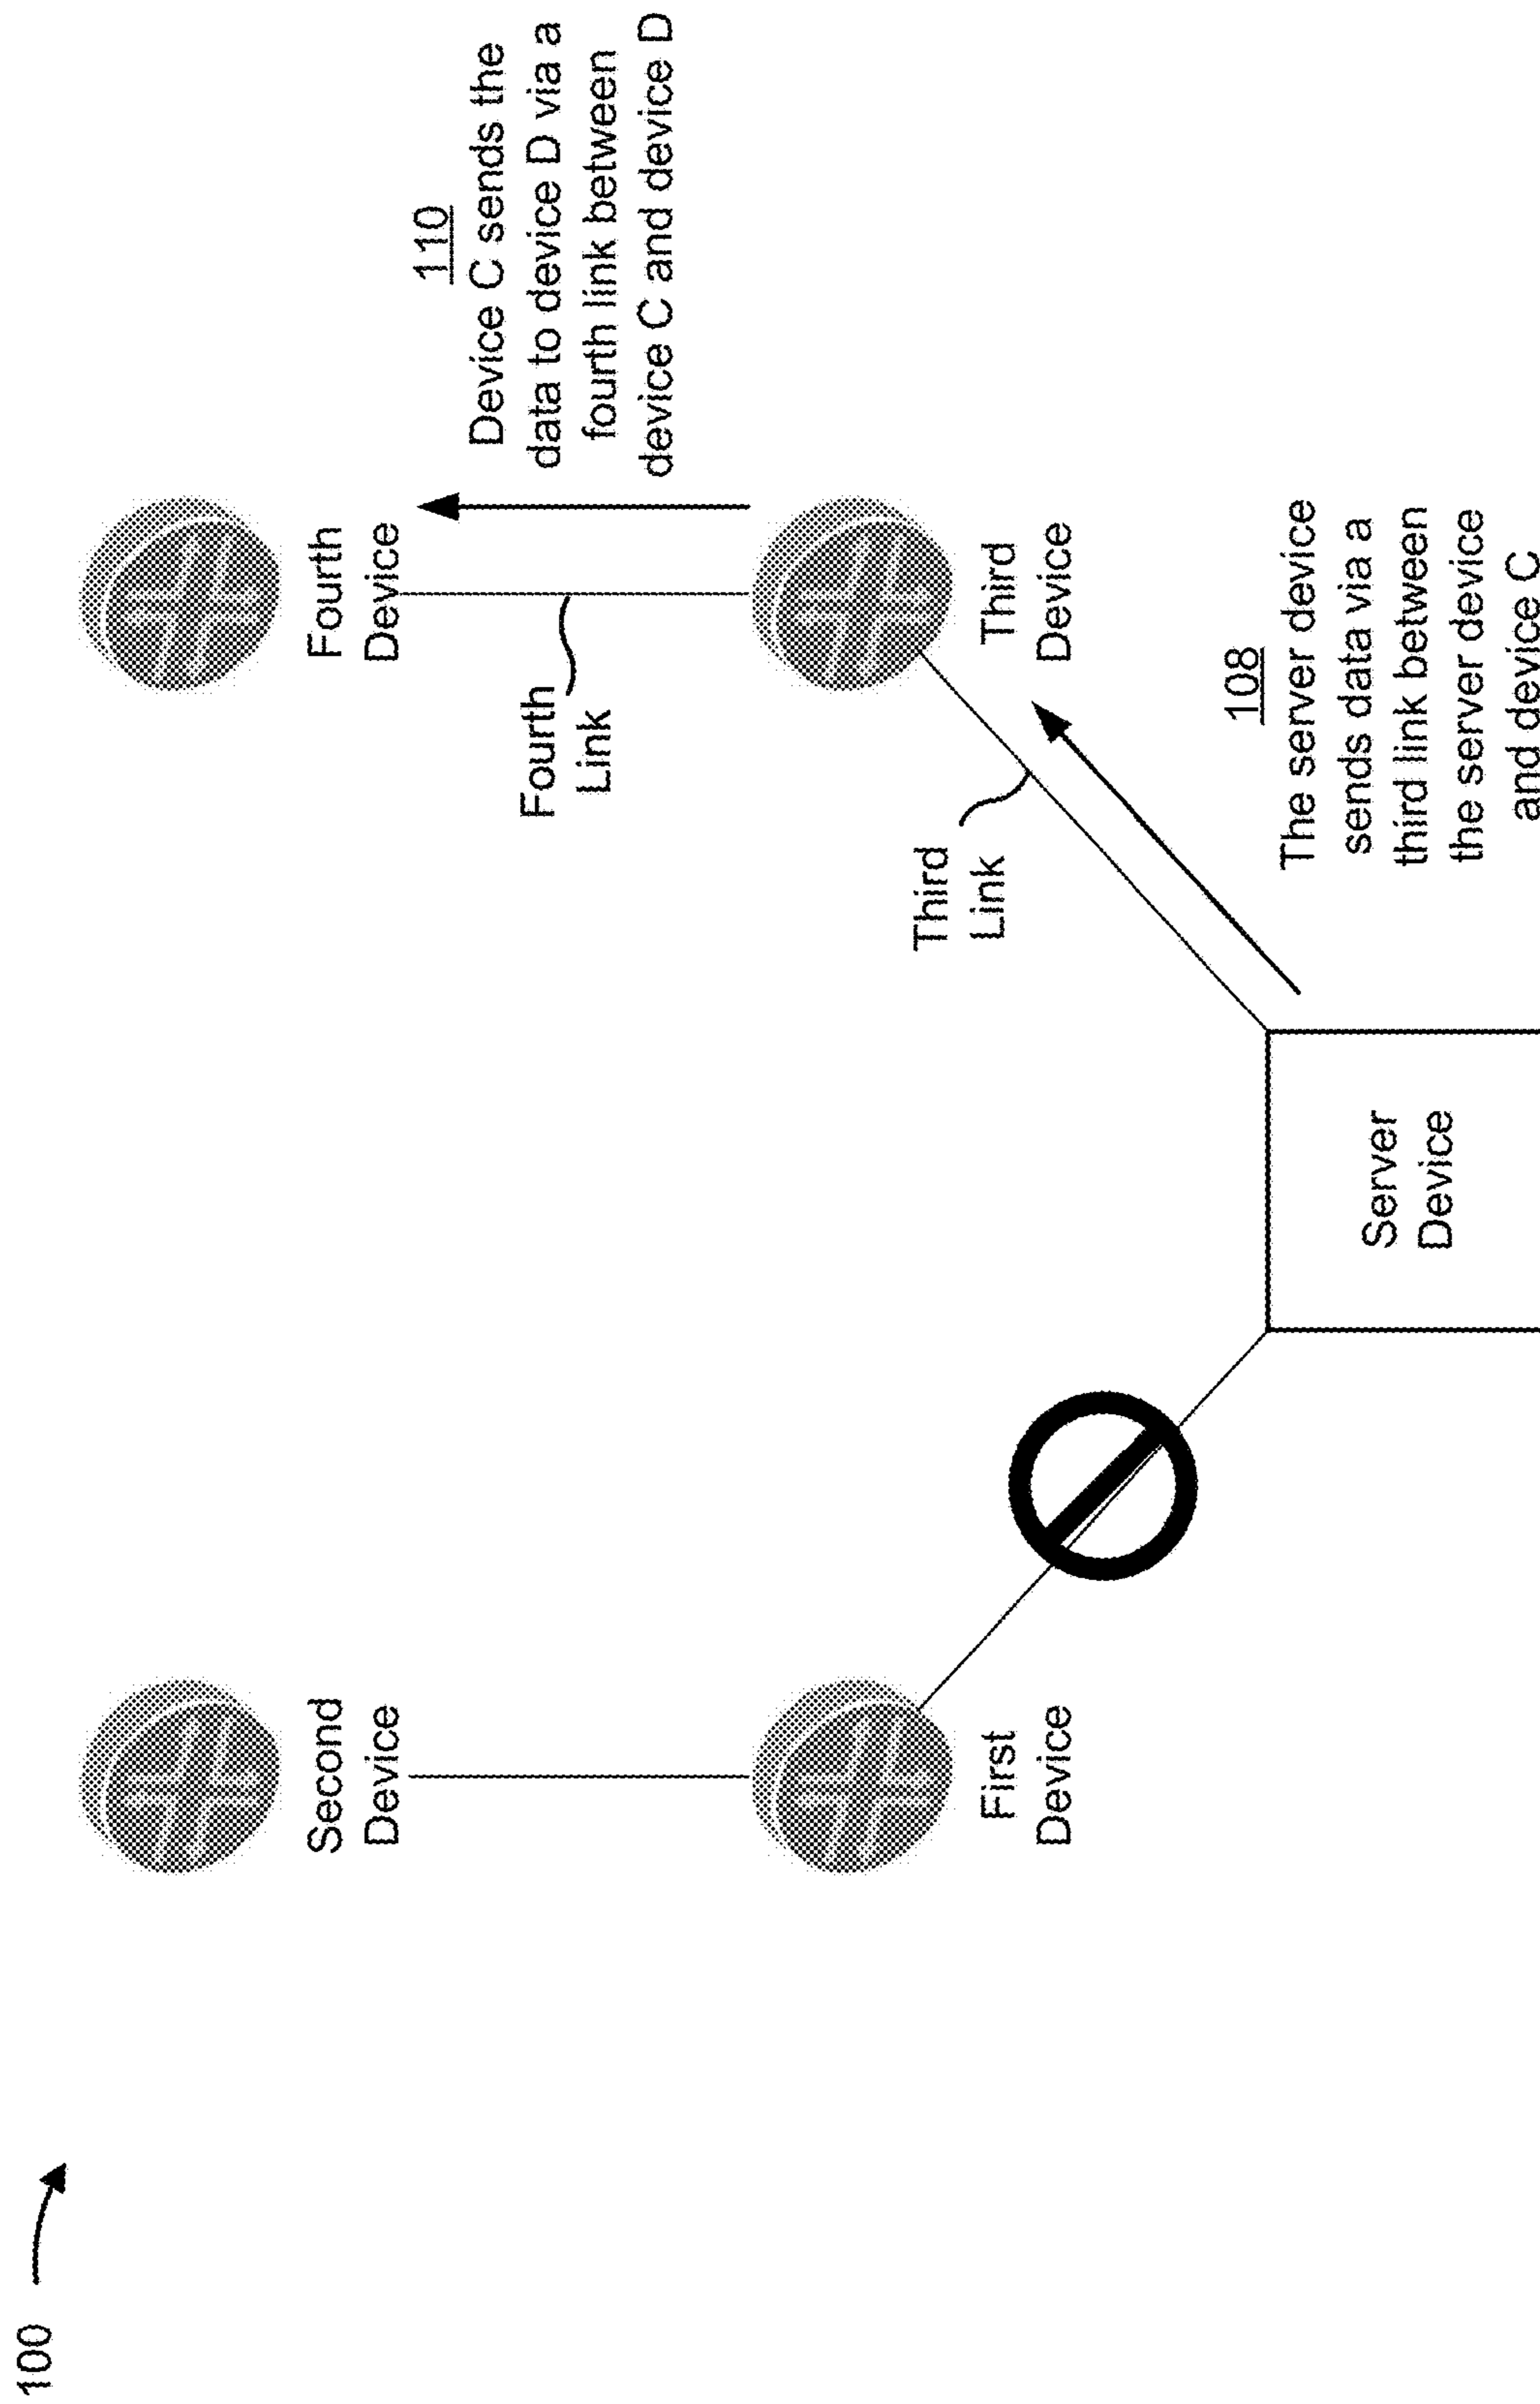 100
Second
Device
Fourth
Device
110
Device C sends the
data to device D via a
fourth link between
device C and device D
Fourth
Link
First
Device
Third
Device
Third
Link
108
The server device
sends data via a
third link between
the server device
and device C
Server
Device